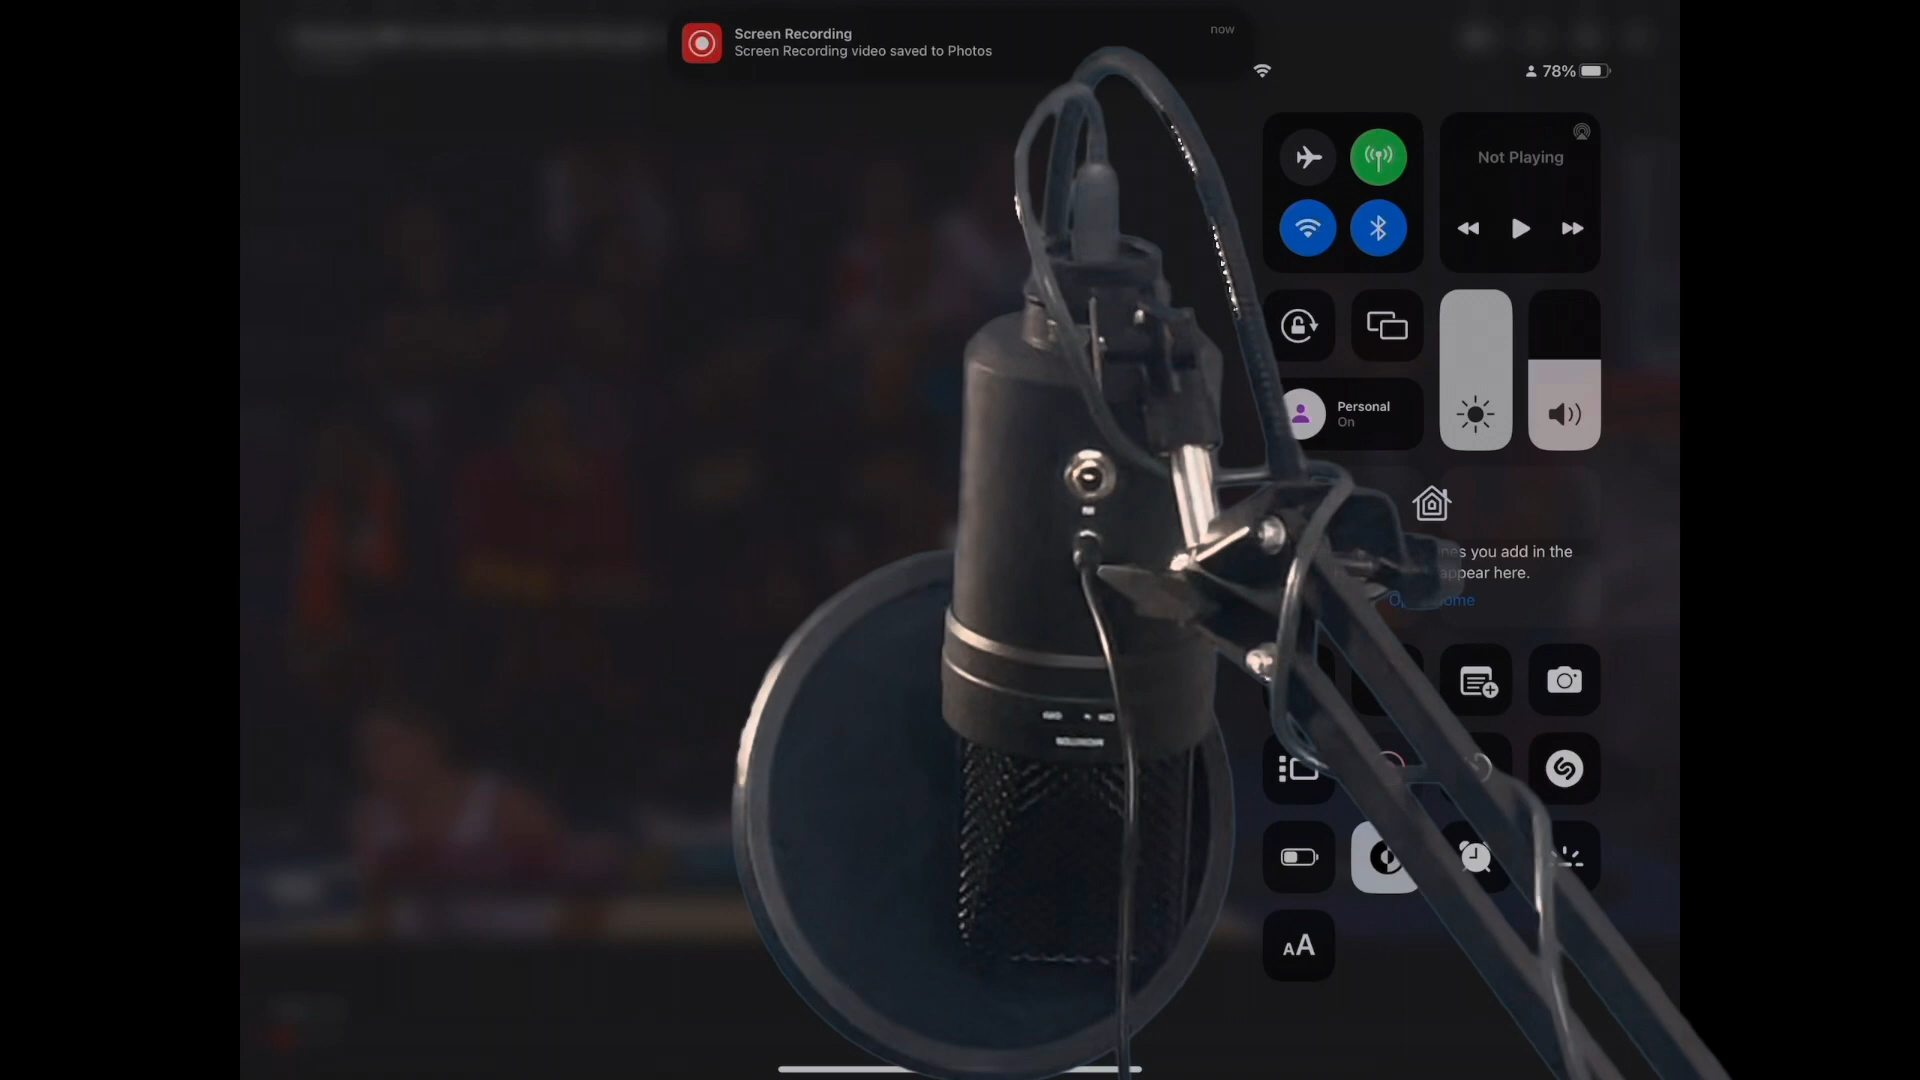 Screen Recording
now
Screen Recording video saved to Photos
78%
Not Playing
Personal
On
you add in the
appear here.
AA